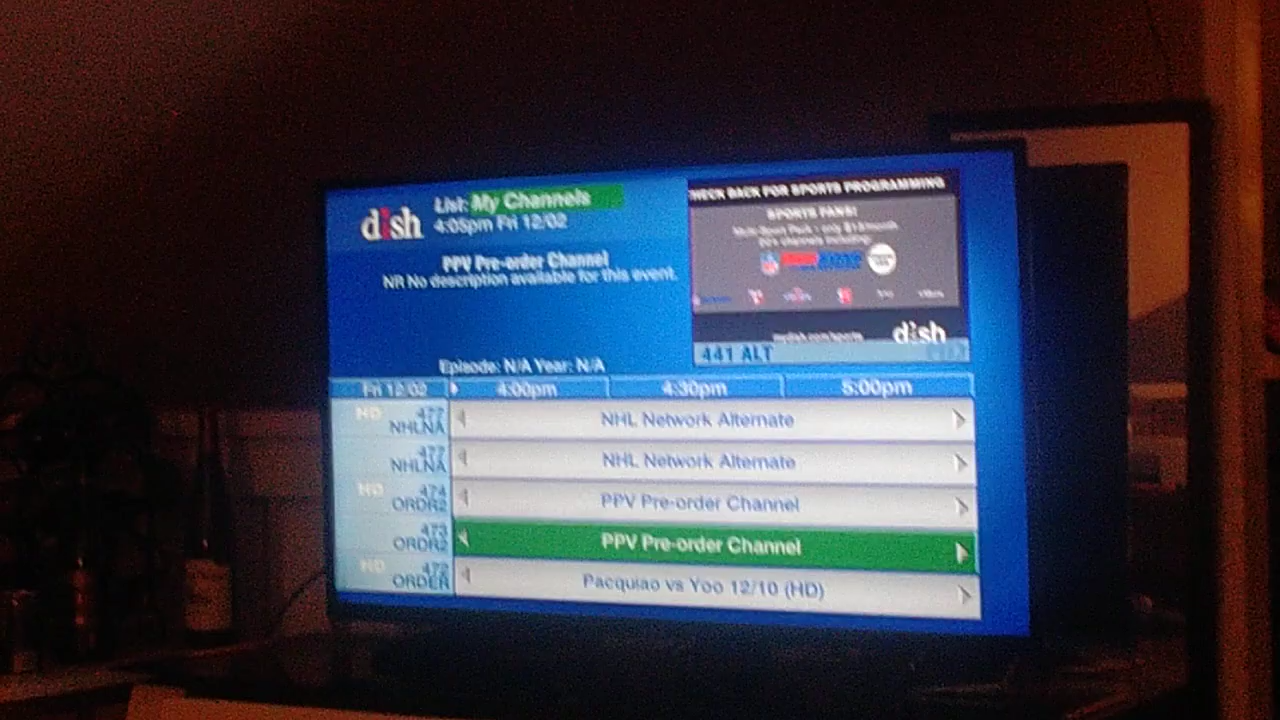 dish
List: My Channels
4:05pm Fri 12/02
PPV Pre-order Channel
NR No description available for this event.
Episode: N/A Year: N/A
HECK BACK FOR SPORTS PROGRAMMING
SPORTS FANS!
dish
441 ALT
Fri 12/02 4:00pm 4:30pm 5:00pm
HD 477
NHLNA
NHL Network Alternate
477
NHLNA
NHL Network Alternate
HD 474
ORDR2
PPV Pre-order Channel
473
ORDR2
PPV Pre-order Channel
HD 472
ORDER
Pacquiao vs Yoo 12/10 (HD)